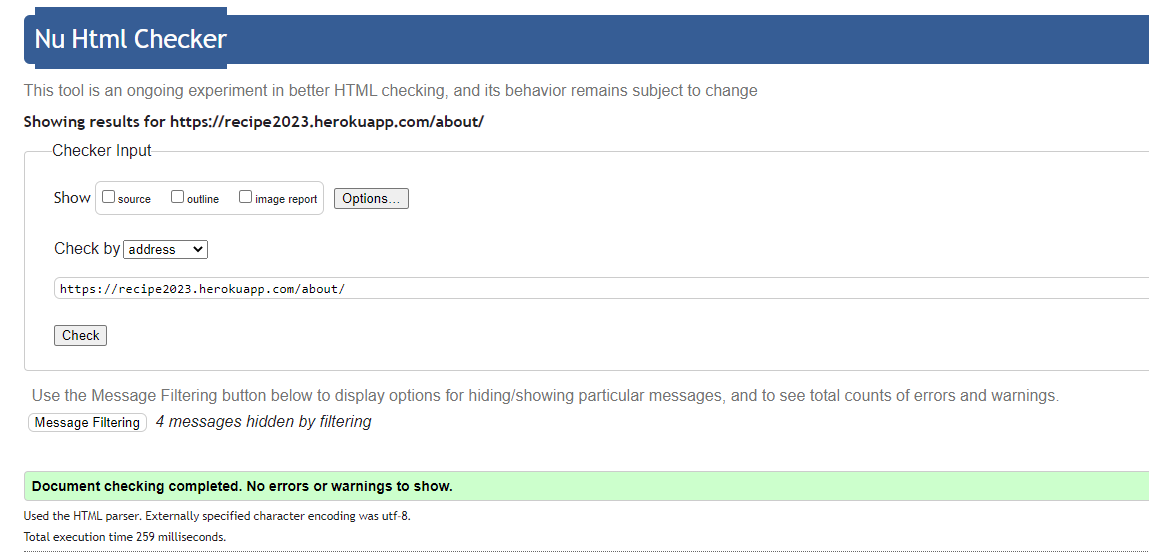 Nu Html Checker
This tool is an ongoing experiment in better HTML checking, and its behavior remains subject to change
Showing results for https://recipe2023.herokuapp.com/about/
Checker Input
Show source outline image report Options...
Check by address
https://recipe2023.herokuapp.com/about/
Check
Use the Message Filtering button below to display options for hiding/showing particular messages, and to see total counts of errors and warnings.
Message Filtering 4 messages hidden by filtering
Document checking completed. No errors or warnings to show.
Used the HTML parser. Externally specified character encoding was utf-8.
Total execution time 259 milliseconds.